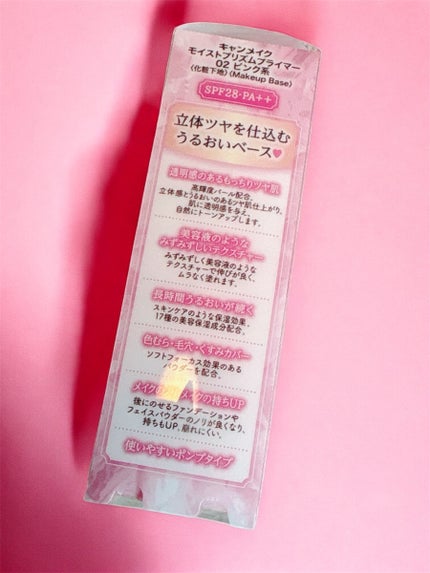 キャンメイク
モイストプリズムプライマー
02 ピンク系
〈化粧下地〉(Makeup Base)
SPF28・PA++
立体ツヤを仕込む
うるおいベース♥
透明感のあるもっちりツヤ肌
高輝度パール配合。
立体感とうるおいのあるツヤ肌仕上がり。
肌に透明感を与え、
自然にトーンアップします。
美容液のような
みずみずしいテクスチャー
みずみずしく美容液のような
テクスチャーで伸びが良く、
ムラなく塗れます。
長時間うるおいが続く
スキンケアのような保湿効果。
17種の美容保湿成分配合。
色むら・毛穴・くすみカバー
ソフトフォーカス効果のある
パウダーを配合。
メイクのノリ・メイクの持ちUP
後にのせるファンデーションや
フェイスパウダーのノリが良くなり、
持ちもUP。崩れにくい。
使いやすいポンプタイプ